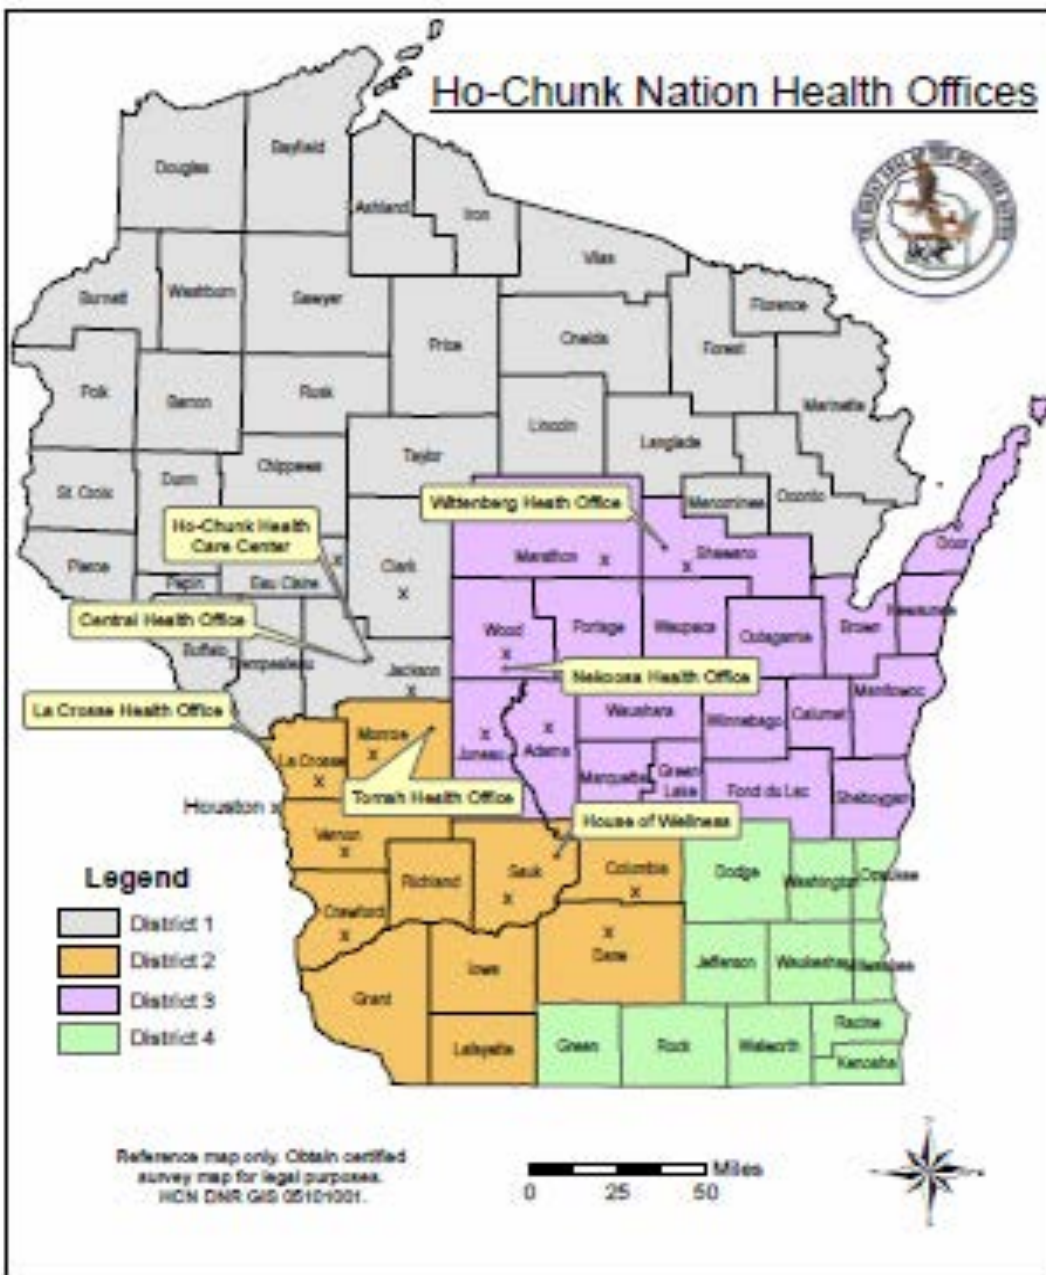 Ho-Chunk Nation Health Offices
Douglas
Bayfield
Ashland
Iron
Vilas
Burnett
Washburn
Sawyer
Price
Oneida
Forest
Florence
Polk
Barron
Rusk
Lincoln
Langlade
Marinette
Taylor
Chippewa
St. Croix
Dunn
Menominee
Oconto
Wittenberg Heath Office
Ho-Chunk Health
Care Center
Pierce
Pepin
Eau Claire
Clark
x
x
Marathon x
x Shawano
Door
Central Health Office
Buffalo
Trempealeau
Jackson
x
Wood
x
Portage
Waupaca
Outagamie
Brown
Kewaunee
Nekoosa Health Office
La Crosse Health Office
La Crosse
x
Monroe
x
Juneau
x
Adams
x
Waushara
Winnebago
Calumet
Manitowoc
Marquette
Green
Lake
Fond du Lac
Sheboygan
Tomah Health Office
House of Wellness
Houston x
Vernon
x
Richland
Sauk
x
Columbia
x
Dodge
Washington
Ozaukee
Crawford
x
Grant
Iowa
Dane
x
Jefferson
Waukesha
Milwaukee
Lafayette
Green
Rock
Walworth
Racine
Kenosha
Legend
District 1
District 2
District 3
District 4
Reference map only. Obtain certified
survey map for legal purposes.
HCN DNR GIS 05101001.
Miles
0 25 50